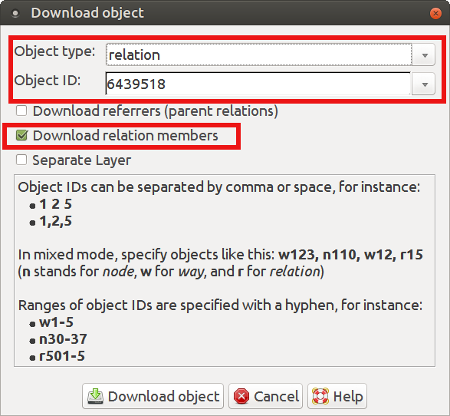 Download object
Object type: relation
Object ID: 6439518
Download referrers (parent relations)
Download relation members
Separate Layer
Object IDs can be separated by comma or space, for instance:
• 1 2 5
• 1,2,5
In mixed mode, specify objects like this: w123, n110, w12, r15
(n stands for node, w for way, and r for relation)
Ranges of object IDs are specified with a hyphen, for instance:
• w1-5
• n30-37
• r501-5
Download object Cancel Help